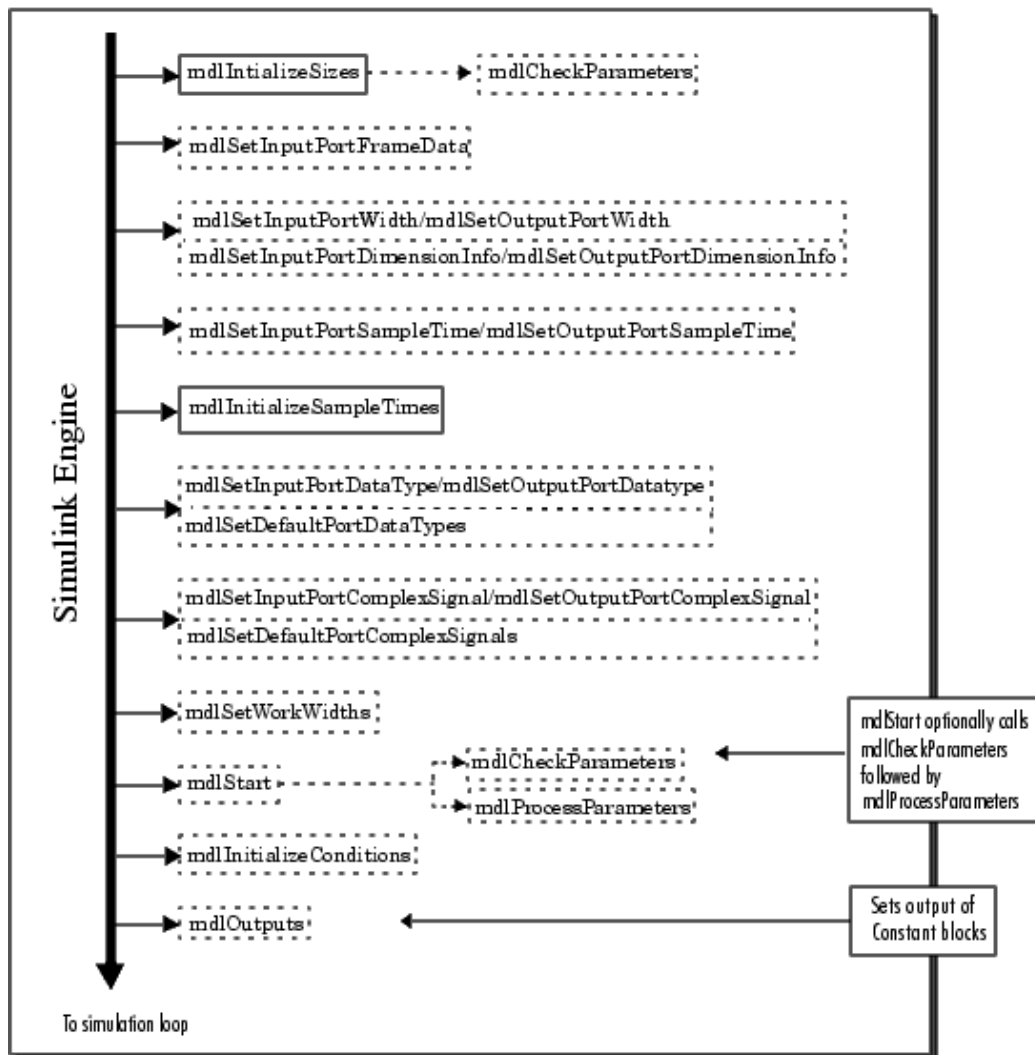 mdlIntializeSizes
mdlCheckParameters
mdlSetInputPortFrameData
mdlSetInputPortWidth/mdlSetOutputPortWidth
mdlSetInputPortDimensionInfo/mdlSetOutputPortDimensionInfo
mdlSetInputPortSampleTime/mdlSetOutputPortSampleTime
mdlInitializeSampleTimes
Simulink Engine
mdlSetInputPortDataType/mdlSetOutputPortDatatype
mdlSetDefaultPortDataTypes
mdlSetInputPortComplexSignal/mdlSetOutputPortComplexSignal
mdlSetDefaultPortComplexSignals
mdlSetWorkWidths
mdlStart
mdlCheckParameters
mdlProcessParameters
mdlStart optionally calls
mdlCheckParameters
followed by
mdlProcessParameters
mdlInitializeConditions
mdlOutputs
Sets output of
Constant blocks
To simulation loop